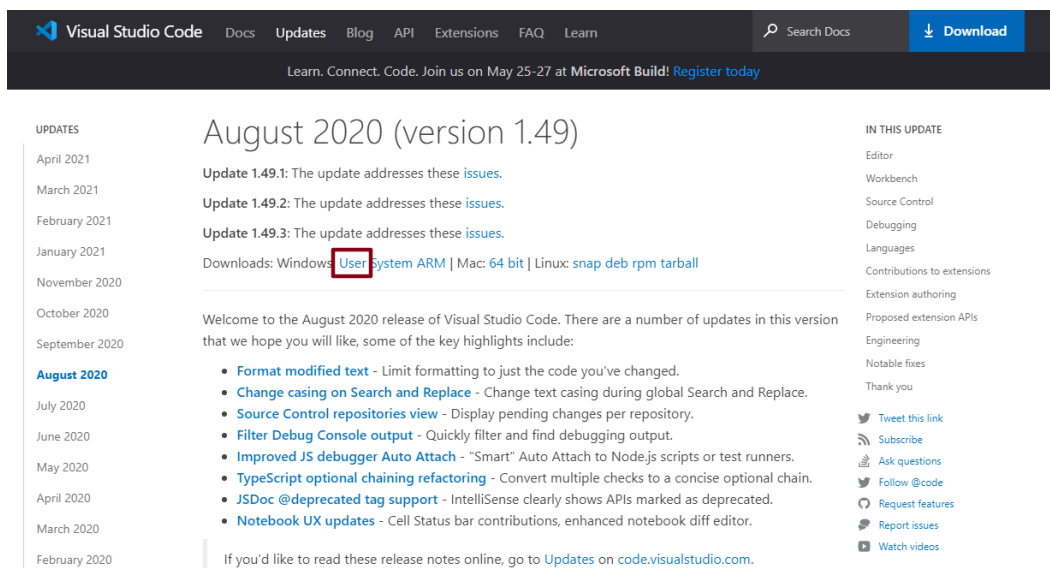 Visual Studio Code Docs Updates Blog API Extensions FAQ Learn Search Docs Download
Learn. Connect. Code. Join us on May 25-27 at Microsoft Build! Register today
UPDATES
April 2021
March 2021
February 2021
January 2021
November 2020
October 2020
September 2020
August 2020
July 2020
June 2020
May 2020
April 2020
March 2020
February 2020
August 2020 (version 1.49)
Update 1.49.1: The update addresses these issues.
Update 1.49.2: The update addresses these issues.
Update 1.49.3: The update addresses these issues.
Downloads: Windows User System ARM | Mac: 64 bit | Linux: snap deb rpm tarball
Welcome to the August 2020 release of Visual Studio Code. There are a number of updates in this version
that we hope you will like, some of the key highlights include:
• Format modified text - Limit formatting to just the code you've changed.
• Change casing on Search and Replace - Change text casing during global Search and Replace.
• Source Control repositories view - Display pending changes per repository.
• Filter Debug Console output - Quickly filter and find debugging output.
• Improved JS debugger Auto Attach - "Smart" Auto Attach to Node.js scripts or test runners.
• TypeScript optional chaining refactoring - Convert multiple checks to a concise optional chain.
• JSDoc @deprecated tag support - IntelliSense clearly shows APIs marked as deprecated.
• Notebook UX updates - Cell Status bar contributions, enhanced notebook diff editor.
If you'd like to read these release notes online, go to Updates on code.visualstudio.com.
IN THIS UPDATE
Editor
Workbench
Source Control
Debugging
Languages
Contributions to extensions
Extension authoring
Proposed extension APIs
Engineering
Notable fixes
Thank you
Tweet this link
Subscribe
Ask questions
Follow @code
Request features
Report issues
Watch videos